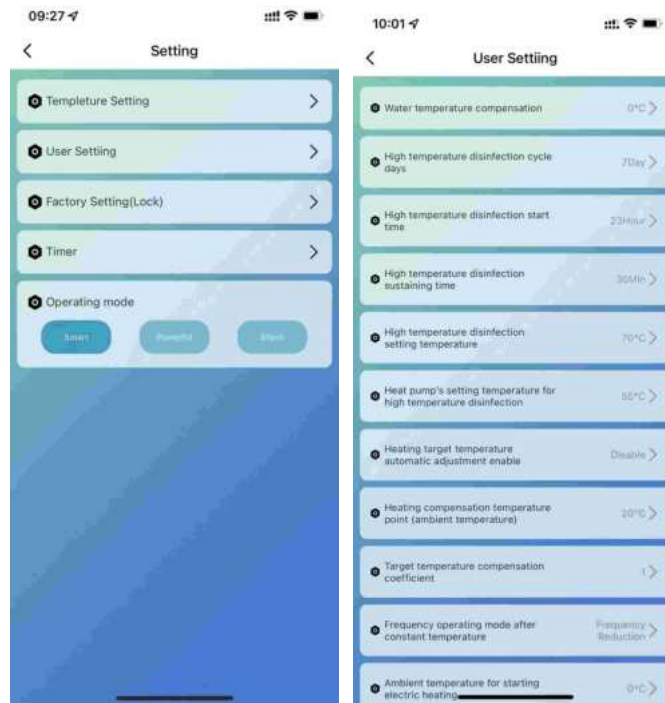 09:27
Setting
Templeture Setting
User Settiing
Factory Setting(Lock)
Timer
Operating mode
Smart
Powerful
Silent
10:01
User Settiing
Water temperature compensation
0°C
High temperature disinfection cycle
days
7Day
High temperature disinfection start
time
23Hour
High temperature disinfection
sustaining time
30Min
High temperature disinfection
setting temperature
70°C
Heat pump's setting temperature for
high temperature disinfection
Heating target temperature
automatic adjustment enable
Disable
Heating compensation temperature
point (ambient temperature)
20°C
Target temperature compensation
coefficient
1
Frequency operating mode after
constant temperature
Frequency
Reduction
Ambient temperature for starting
electric heating
0°C